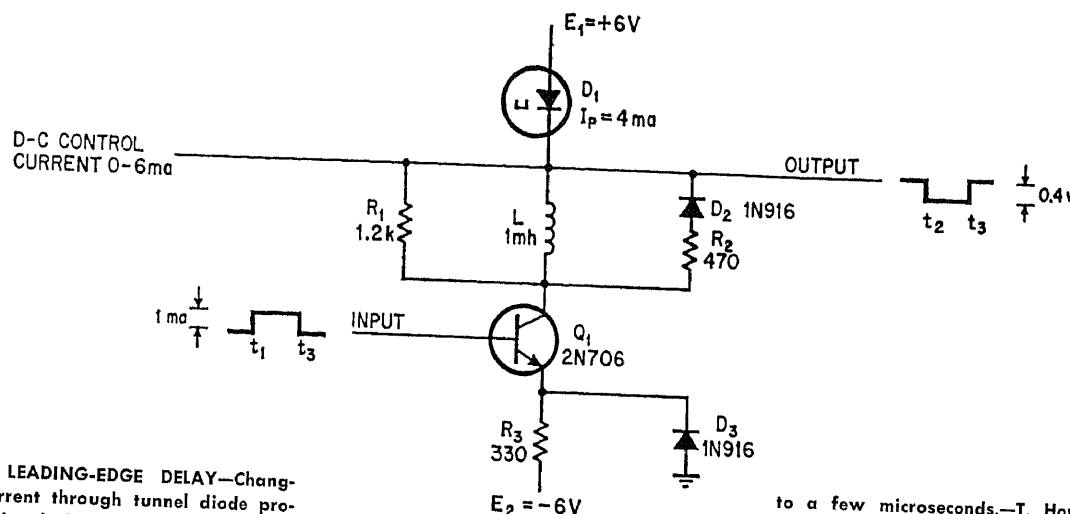 E₁=+6V
D₁
Iₚ=4ma
D-C CONTROL
CURRENT 0-6ma
OUTPUT
0.4v
t₂ t₃
R₁
1.2k
L
1mh
D₂ 1N916
R₂
470
1 ma
t₁ t₃
INPUT
Q₁
2N706
R₃
330
D₃
1N916
E₂=-6V
LEADING-EDGE DELAY—Chang-
rrent through tunnel diode pro-
to a few microseconds.—T.